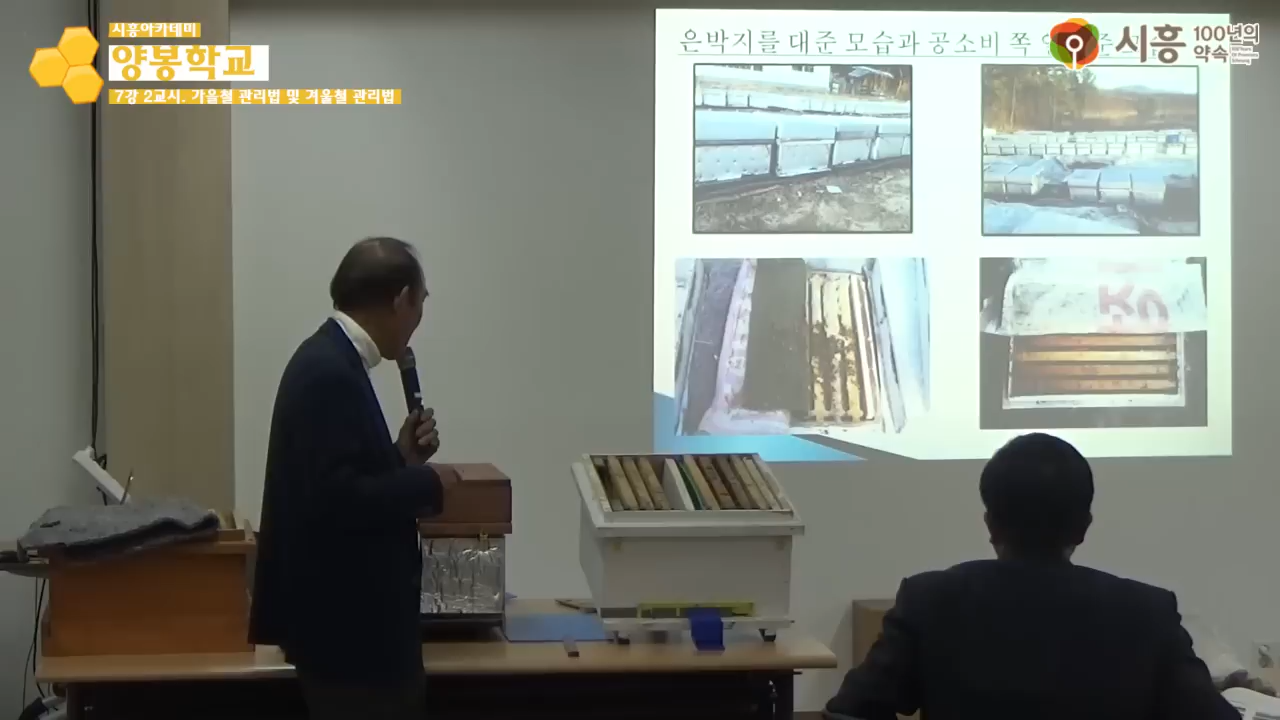 시흥아카데미
양봉학교
7강 2교시. 가을철 관리법 및 겨울철 관리법
은박지를 대준 모습과 공소비 쪽
시흥
100년의
약속